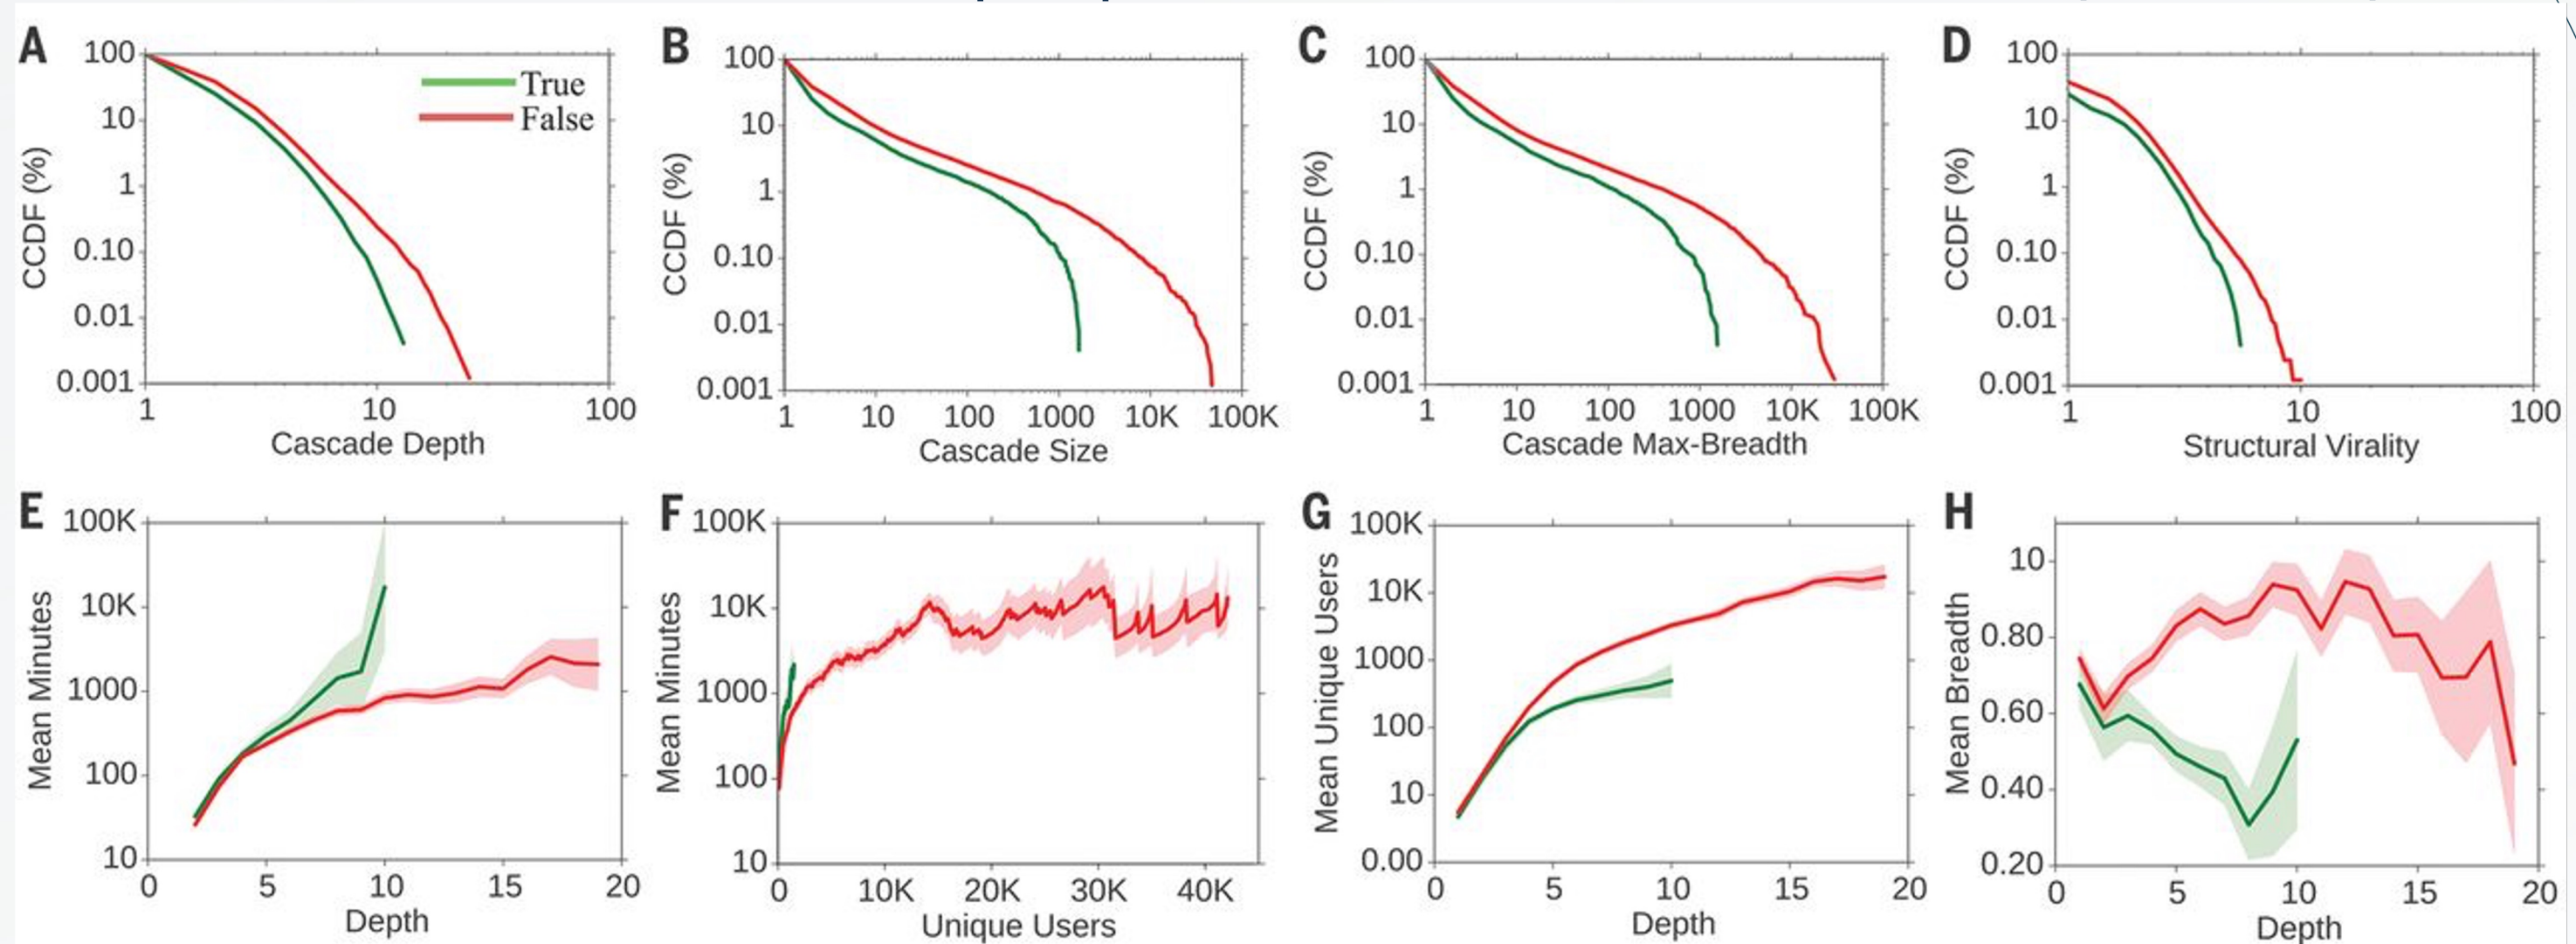 A
100
10
1
0.10
0.01
0.001
CCDF (%)
True
False
1 10 100
Cascade Depth
B
100
10
1
0.10
0.01
0.001
CCDF (%)
1 10 100 1000 10K 100K
Cascade Size
C
100
10
1
0.10
0.01
0.001
CCDF (%)
1 10 100 1000 10K 100K
Cascade Max-Breadth
D
100
10
1
0.10
0.01
0.001
CCDF (%)
1 10 100
Structural Virality
E
100K
10K
1000
100
10
Mean Minutes
0 5 10 15 20
Depth
F
100K
10K
1000
100
10
Mean Minutes
0 10K 20K 30K 40K
Unique Users
G
100K
10K
1000
100
10
0.00
Mean Unique Users
0 5 10 15 20
Depth
H
10
0.80
0.60
0.40
0.20
Mean Breadth
0 5 10 15 20
Depth